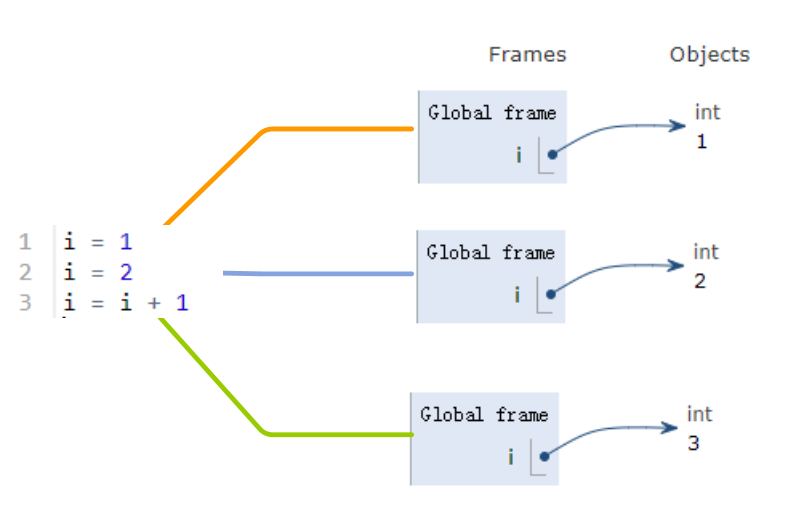 Frames Objects
Global frame
i
int
1
1 i = 1
2 i = 2
3 i = i + 1
Global frame
i
int
2
Global frame
i
int
3